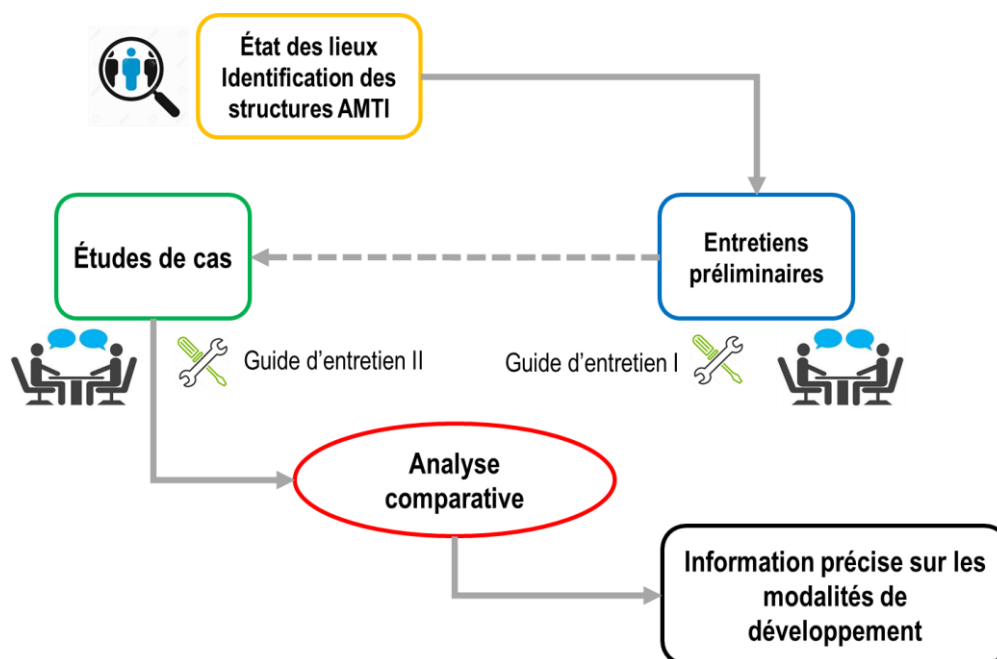 État des lieux
Identification des
structures AMTI
Entretiens
préliminaires
Études de cas
Guide d'entretien II
Guide d'entretien I
Analyse
comparative
Information précise sur les
modalités de
développement